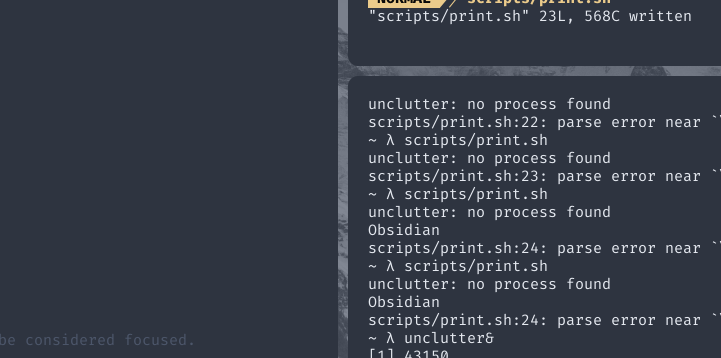 NORMAL scripts/print.sh
"scripts/print.sh" 23L, 568C written
unclutter: no process found
scripts/print.sh:22: parse error near `
~ λ scripts/print.sh
unclutter: no process found
scripts/print.sh:23: parse error near `
~ λ scripts/print.sh
unclutter: no process found
Obsidian
scripts/print.sh:24: parse error near `
~ λ scripts/print.sh
unclutter: no process found
Obsidian
scripts/print.sh:24: parse error near `
~ λ unclutter&
[1] 43150
be considered focused.